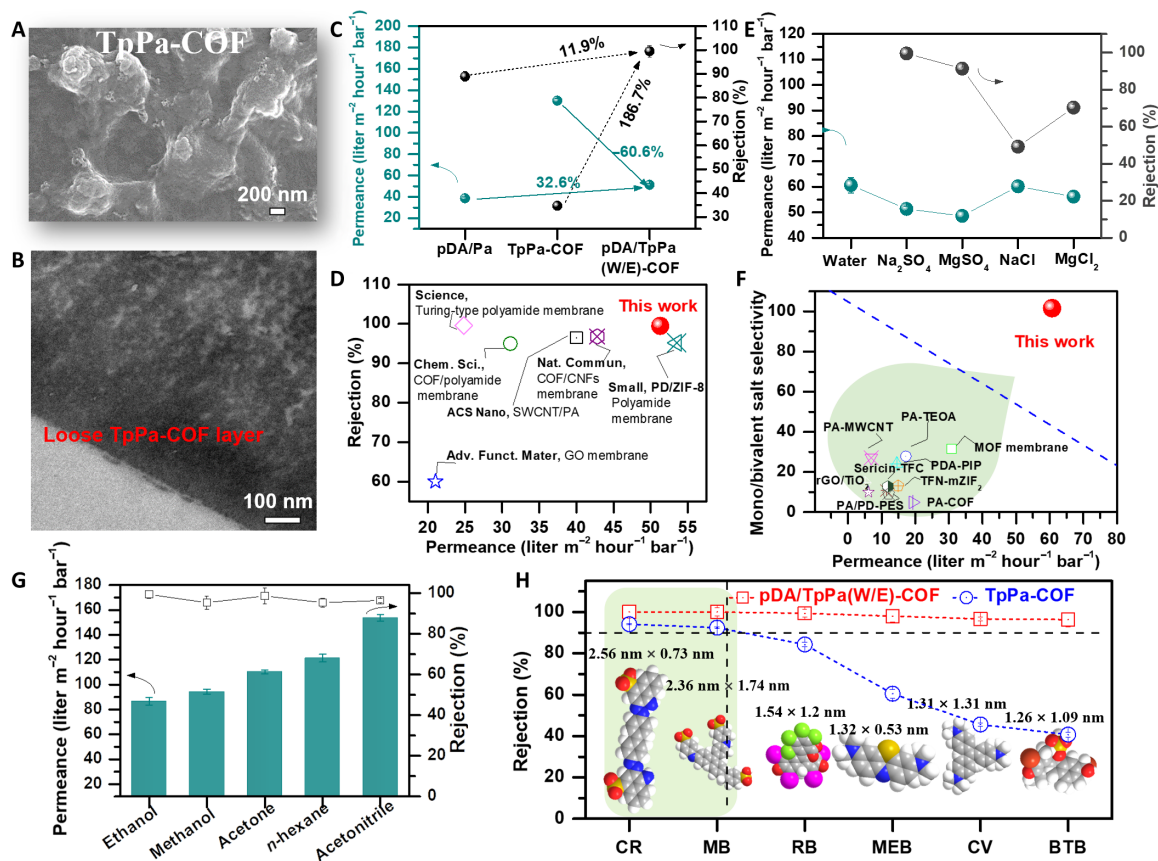 A
TpPa-COF
200 nm
B
Loose TpPa-COF layer
100 nm
C
Permeance (liter m⁻² hour⁻¹ bar⁻¹)
200
180
160
140
120
100
80
60
40
20
110
100
90
80
70
60
50
40
30
Rejection (%)
11.9%
186.7%
−60.6%
32.6%
pDA/Pa
TpPa-COF
pDA/TpPa
(W/E)-COF
D
Rejection (%)
110
100
90
80
70
60
Science,
Turing-type polyamide membrane
This work
Chem. Sci.,
COF/polyamide
membrane
Nat. Commun,
COF/CNFs
membrane
Small, PD/ZIF-8
Polyamide
membrane
ACS Nano, SWCNT/PA
Adv. Funct. Mater, GO membrane
20 25 30 35 40 45 50 55
Permeance (liter m⁻² hour⁻¹ bar⁻¹)
E
Permeance (liter m⁻² hour⁻¹ bar⁻¹)
120
115
110
100
90
80
70
60
50
40
100
80
60
40
20
0
Rejection (%)
Water
Na₂SO₄
MgSO₄
NaCl
MgCl₂
F
Mono/bivalent salt selectivity
100
80
60
40
20
0
This work
PA-TEOA
PA-MWCNT
MOF membrane
Sericin-TFC
PDA-PIP
rGO/TiO₂
TFN-mZIF₂
PA/PD-PES
PA-COF
0 10 20 30 40 50 60 70 80
Permeance (liter m⁻² hour⁻¹ bar⁻¹)
G
Permeance (liter m⁻² hour⁻¹ bar⁻¹)
180
160
140
120
100
80
60
40
20
100
80
60
40
20
0
Rejection (%)
Ethanol
Methanol
Acetone
n-hexane
Acetonitrile
H
pDA/TpPa(W/E)-COF
TpPa-COF
Rejection (%)
100
80
60
40
20
0
2.56 nm × 0.73 nm
2.36 nm × 1.74 nm
1.54 × 1.2 nm
1.32 × 0.53 nm
1.31 × 1.31 nm
1.26 × 1.09 nm
CR
MB
RB
MEB
CV
BTB